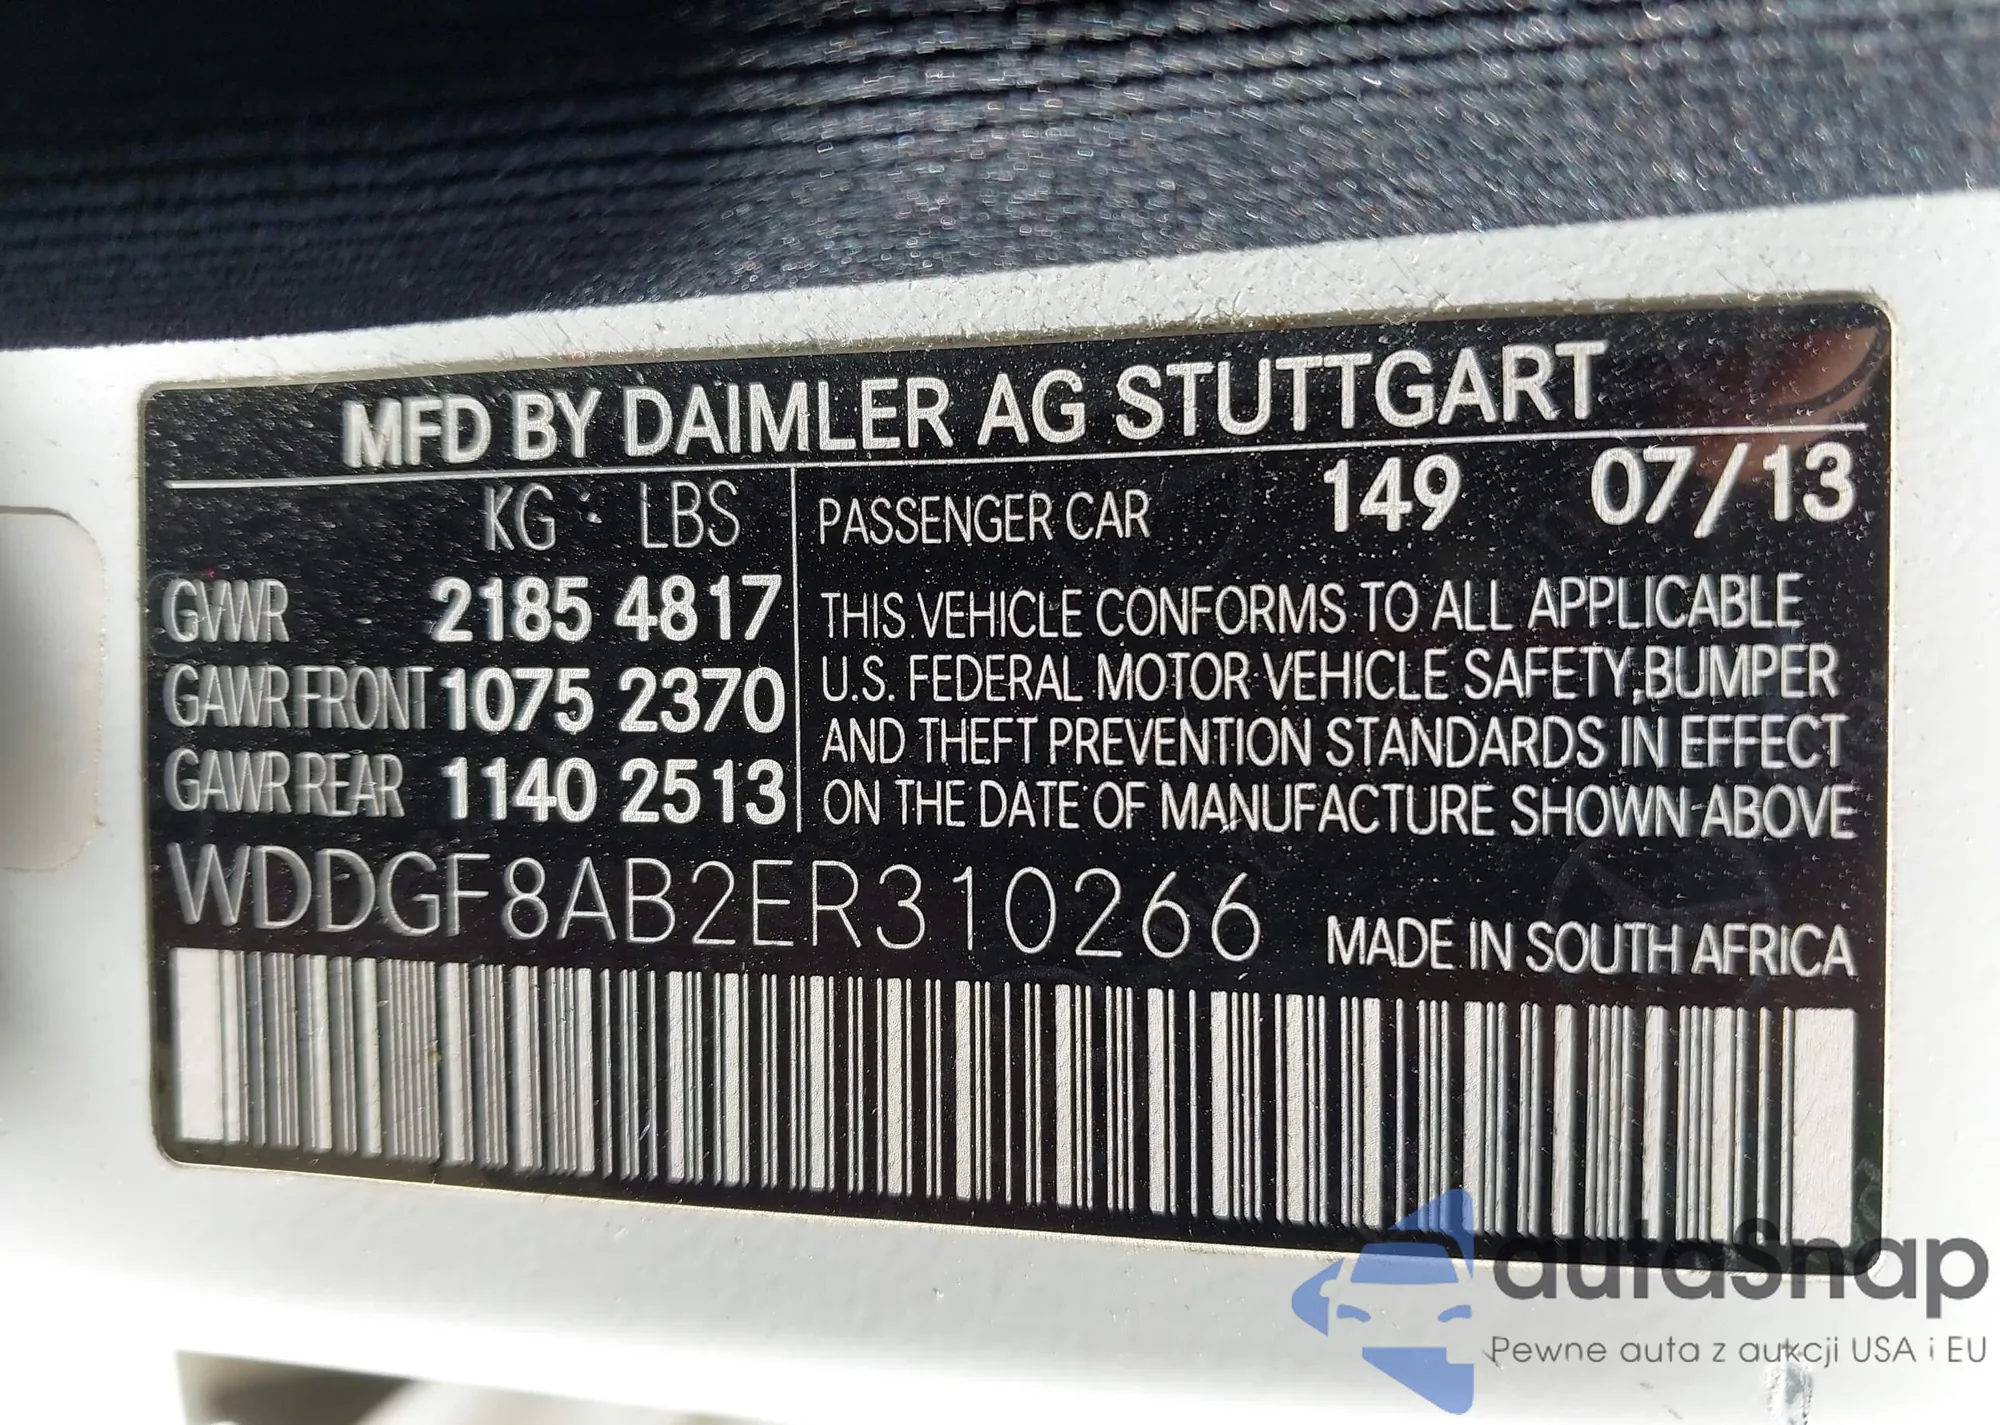 MFD BY DAIMLER AG STUTTGART
KG LBS
GVWR 2185 4817
GAWR FRONT 1075 2370
GAWR REAR 1140 2513
PASSENGER CAR 149 07/13
THIS VEHICLE CONFORMS TO ALL APPLICABLE
U.S. FEDERAL MOTOR VEHICLE SAFETY, BUMPER
AND THEFT PREVENTION STANDARDS IN EFFECT
ON THE DATE OF MANUFACTURE SHOWN ABOVE
WDDGF8AB2ER310266
MADE IN SOUTH AFRICA
autaSnap
Pewne auta z aukcji USA i EU